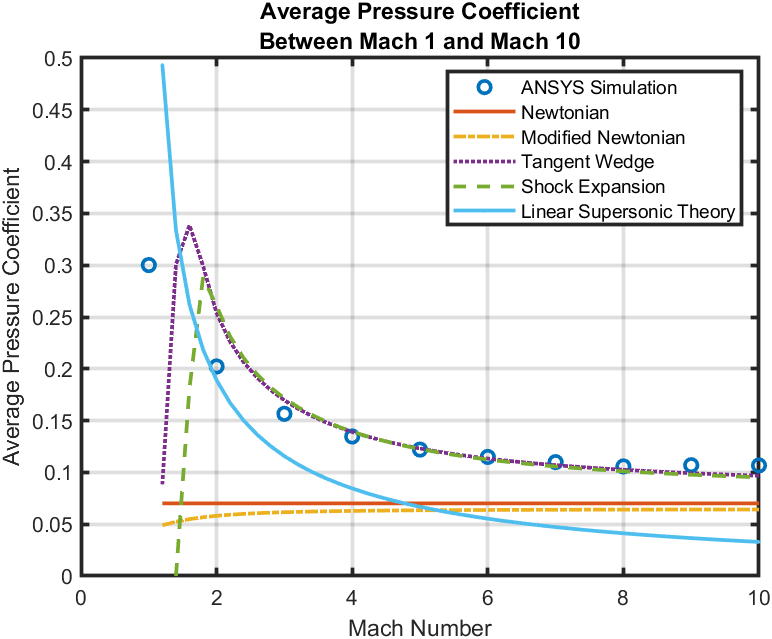 Average Pressure Coefficient
Between Mach 1 and Mach 10
0.5
0.45
0.4
0.35
0.3
0.25
0.2
0.15
0.1
0.05
0
Average Pressure Coefficient
ANSYS Simulation
Newtonian
Modified Newtonian
Tangent Wedge
Shock Expansion
Linear Supersonic Theory
0 2 4 6 8 10
Mach Number